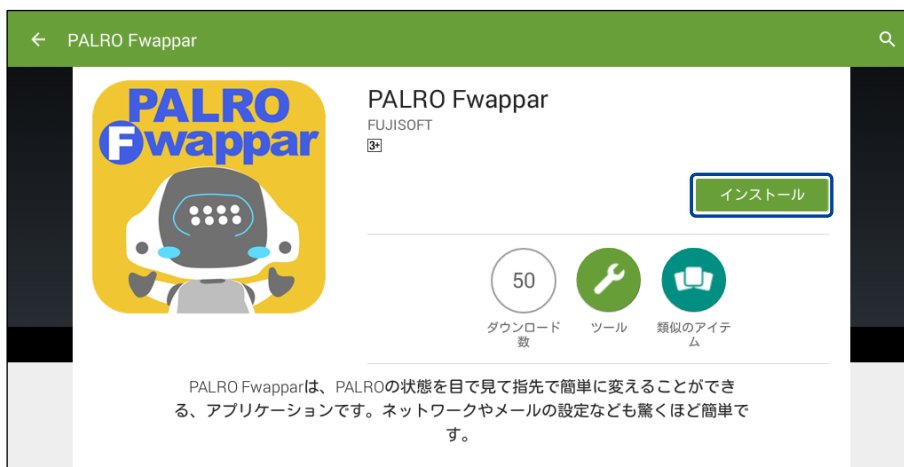 PALRO Fwappar
PALRO
Fwappar
PALRO Fwappar
FUJISOFT
3+
インストール
50
ダウンロード
数
ツール
類似のアイテ
ム
PALRO Fwapparは、PALROの状態を目で見て指先で簡単に変えることができ
る、アプリケーションです。ネットワークやメールの設定なども驚くほど簡単で
す。